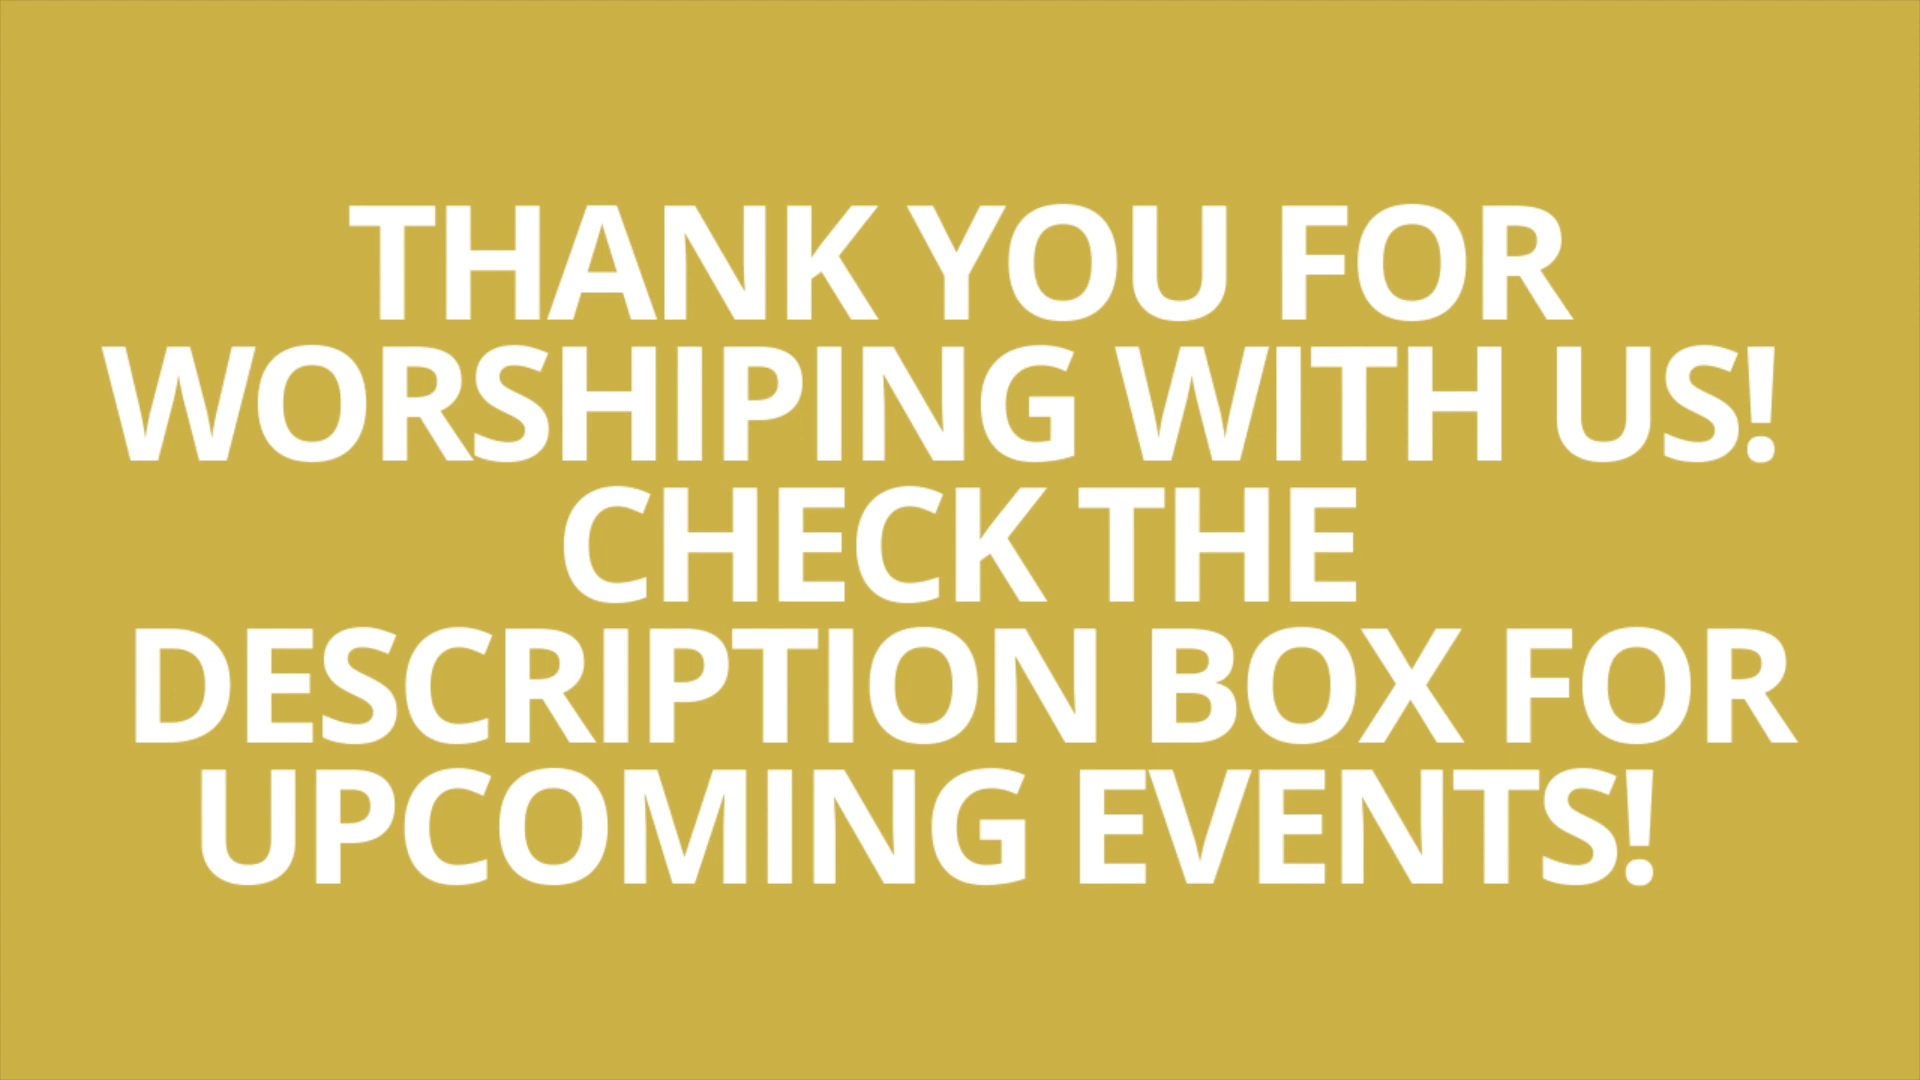 THANK YOU FOR
WORSHIPING WITH US!
CHECK THE
DESCRIPTION BOX FOR
UPCOMING EVENTS!